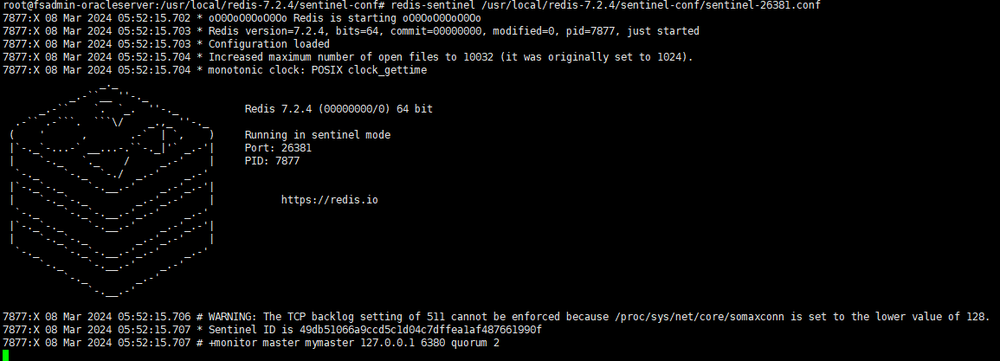 root@fsadmin-oracleserver:/usr/local/redis-7.2.4/sentinel-conf# redis-sentinel /usr/local/redis-7.2.4/sentinel-conf/sentinel-26381.conf
7877:X 08 Mar 2024 05:52:15.702 * oO0OoO0OoO0Oo Redis is starting oO0OoO0OoO0Oo
7877:X 08 Mar 2024 05:52:15.703 * Redis version=7.2.4, bits=64, commit=00000000, modified=0, pid=7877, just started
7877:X 08 Mar 2024 05:52:15.703 * Configuration loaded
7877:X 08 Mar 2024 05:52:15.704 * Increased maximum number of open files to 10032 (it was originally set to 1024).
7877:X 08 Mar 2024 05:52:15.704 * monotonic clock: POSIX clock_gettime
Redis 7.2.4 (00000000/0) 64 bit
Running in sentinel mode
Port: 26381
PID: 7877
https://redis.io
7877:X 08 Mar 2024 05:52:15.706 # WARNING: The TCP backlog setting of 511 cannot be enforced because /proc/sys/net/core/somaxconn is set to the lower value of 128.
7877:X 08 Mar 2024 05:52:15.707 * Sentinel ID is 49db51066a9ccd5c1d04c7dffea1af487661990f
7877:X 08 Mar 2024 05:52:15.707 # +monitor master mymaster 127.0.0.1 6380 quorum 2